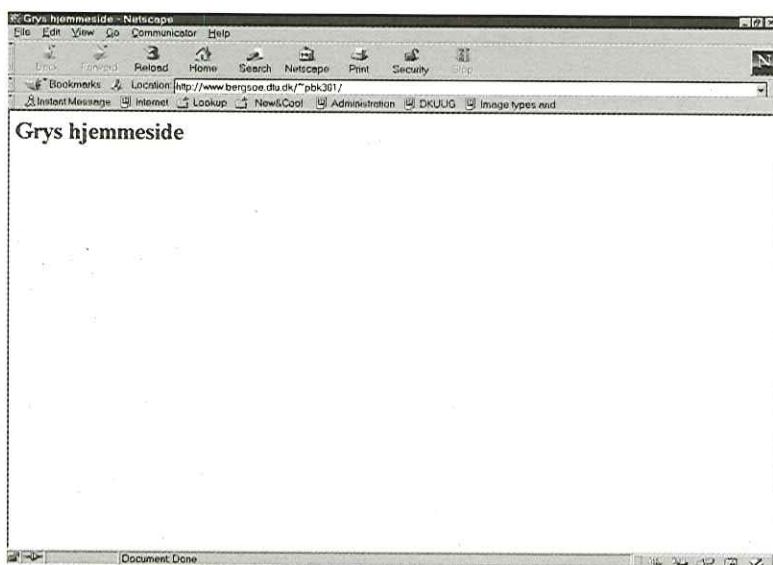 Grys hjemmeside - Netscape
File Edit View Go Communicator Help
Back Forward Reload Home Search Netscape Print Security Stop
Bookmarks Location: http://www.bergsoe.dtu.dk/~pbk361/
Instant Message Internet Lookup New&Cool Administration DKUUG Image types and
Grys hjemmeside
Document: Done